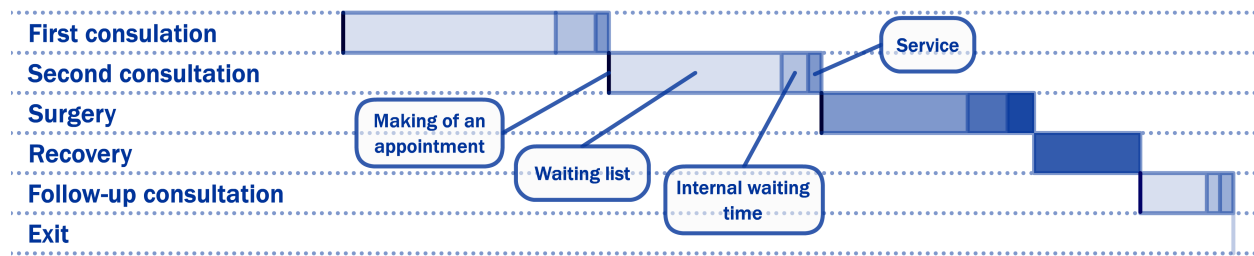 First consulation
Second consultation
Surgery
Recovery
Follow-up consultation
Exit
Making of an
appointment
Waiting list
Internal waiting
time
Service